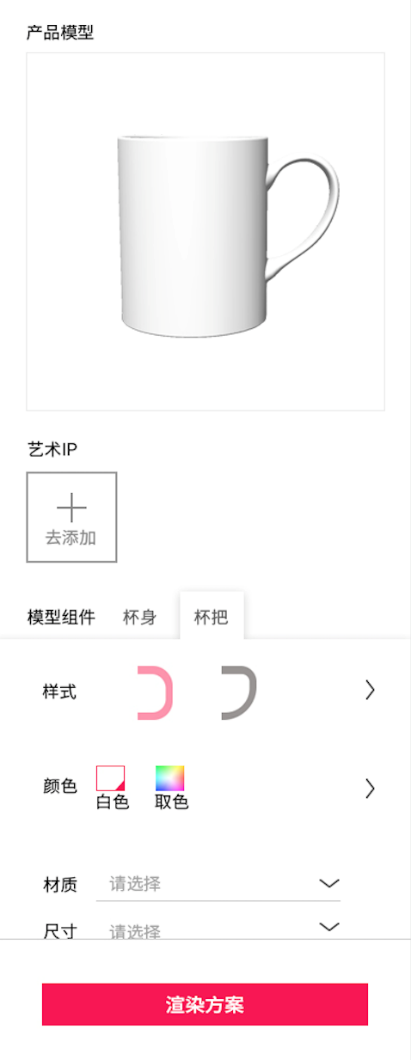 产品模型
艺术IP
去添加
模型组件 杯身 杯把
样式
颜色
白色 取色
材质 请选择
尺寸 请选择
渲染方案